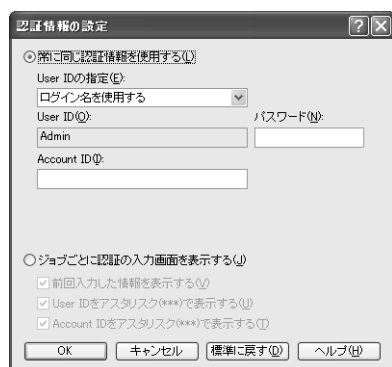 認証情報の設定
常に同じ認証情報を使用する(L)
User IDの指定(E):
ログイン名を使用する
User ID(O): パスワード(N):
Admin
Account ID(I):
ジョブごとに認証の入力画面を表示する(J)
前回入力した情報を表示する(V)
User IDをアスタリスク(***)で表示する(U)
Account IDをアスタリスク(***)で表示する(T)
OK キャンセル 標準に戻す(D) ヘルプ(H)